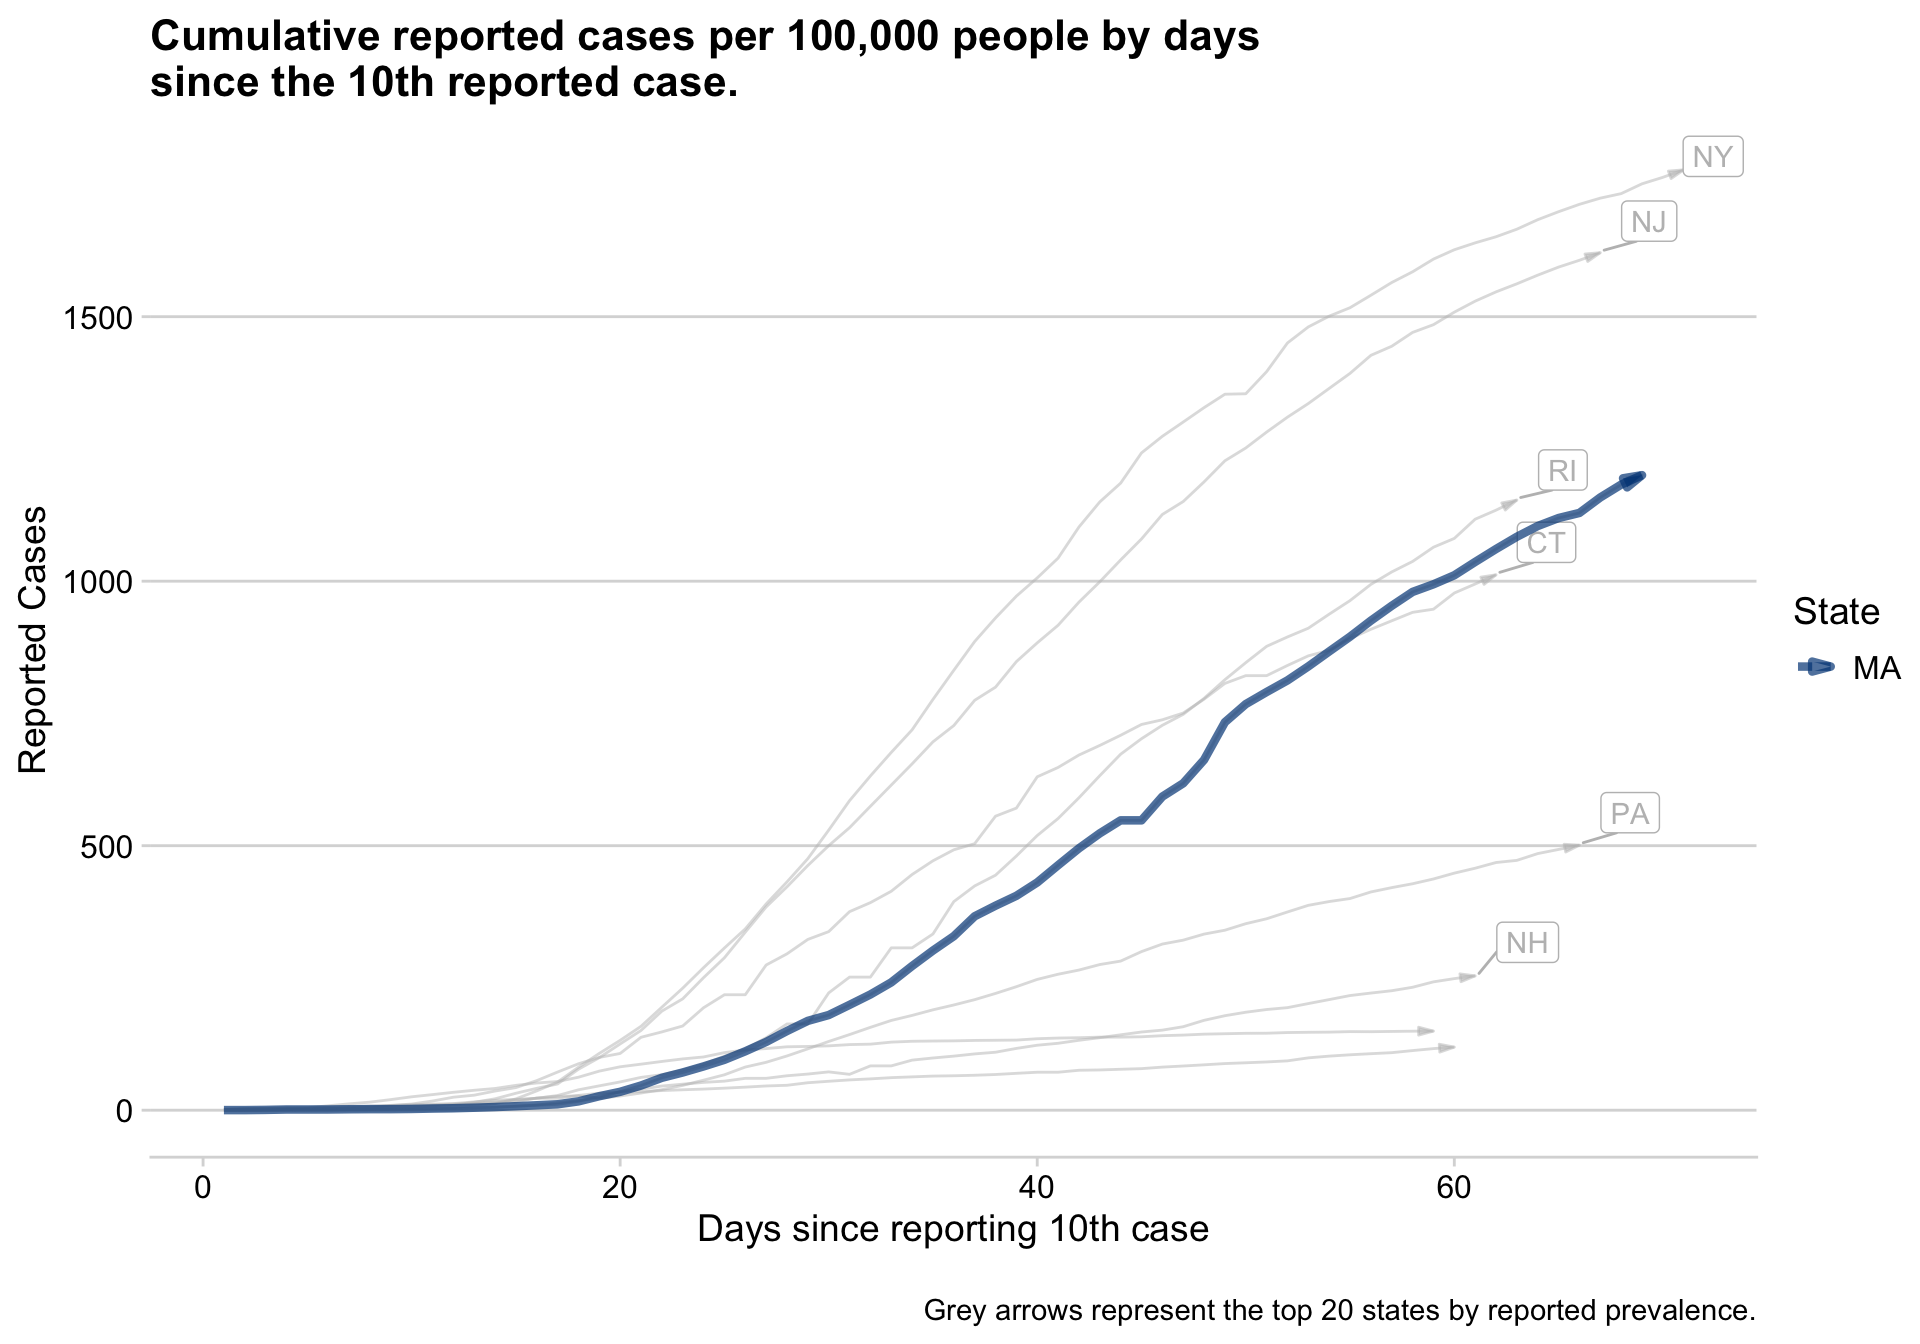 Cumulative reported cases per 100,000 people by days
since the 10th reported case.
NY
NJ
1500
RI
CT
1000
Reported Cases
State
MA
PA
500
NH
0
0
20
40
60
Days since reporting 10th case
Grey arrows represent the top 20 states by reported prevalence.